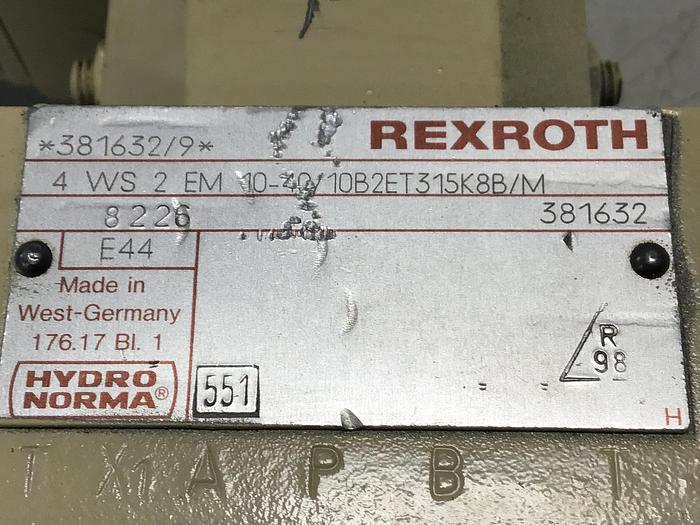 *381632/9*
REXROTH
4 WS 2 EM 10-40/10B2ET315K8B/M
8226
381632
E44
Made in
West-Germany
176.17 Bl. 1
HYDRO
NORMA®
551
R
98
H
T X1 A P B T